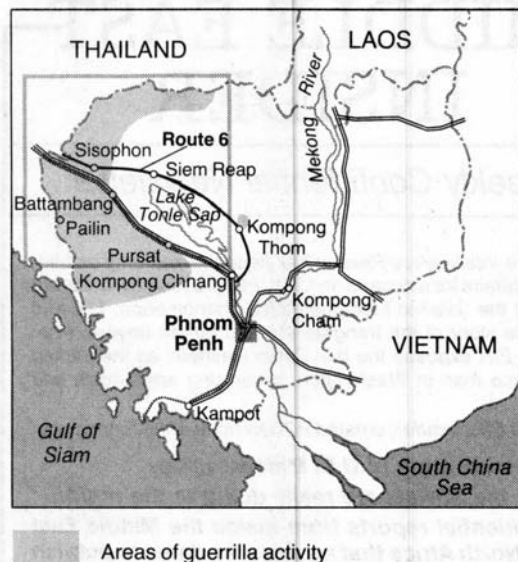 THAILAND
LAOS
Mekong River
Route 6
Sisophon
Siem Reap
Lake
Tonle Sap
Battambang
Pailin
Kompong
Thom
Pursat
Kompong Chnang
Kompong
Cham
Phnom
Penh
VIETNAM
Kampot
Gulf of
Siam
South China
Sea
Areas of guerrilla activity